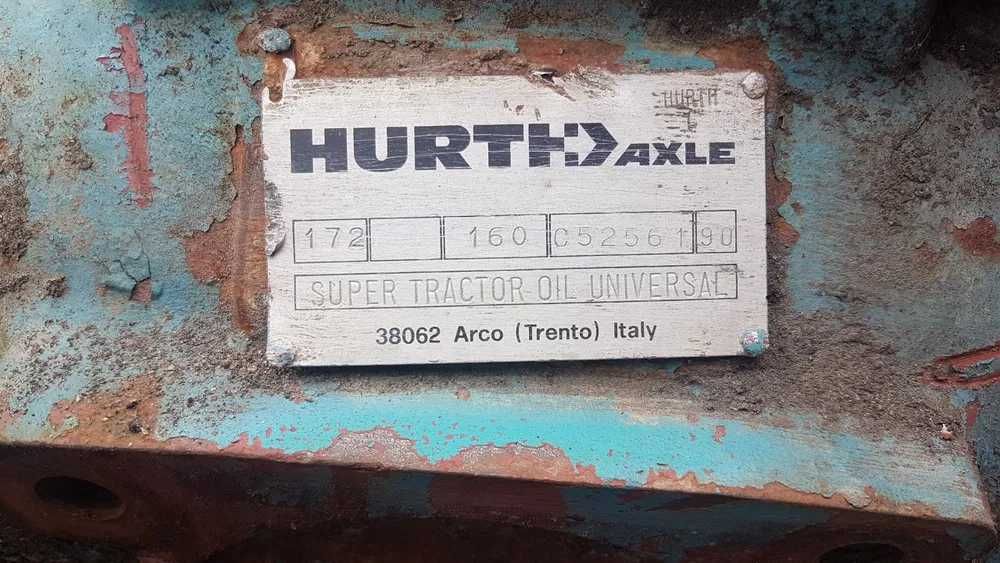 HURTH
HURTH AXLE
172 160 C52561 90
SUPER TRACTOR OIL UNIVERSAL
38062 Arco (Trento) Italy